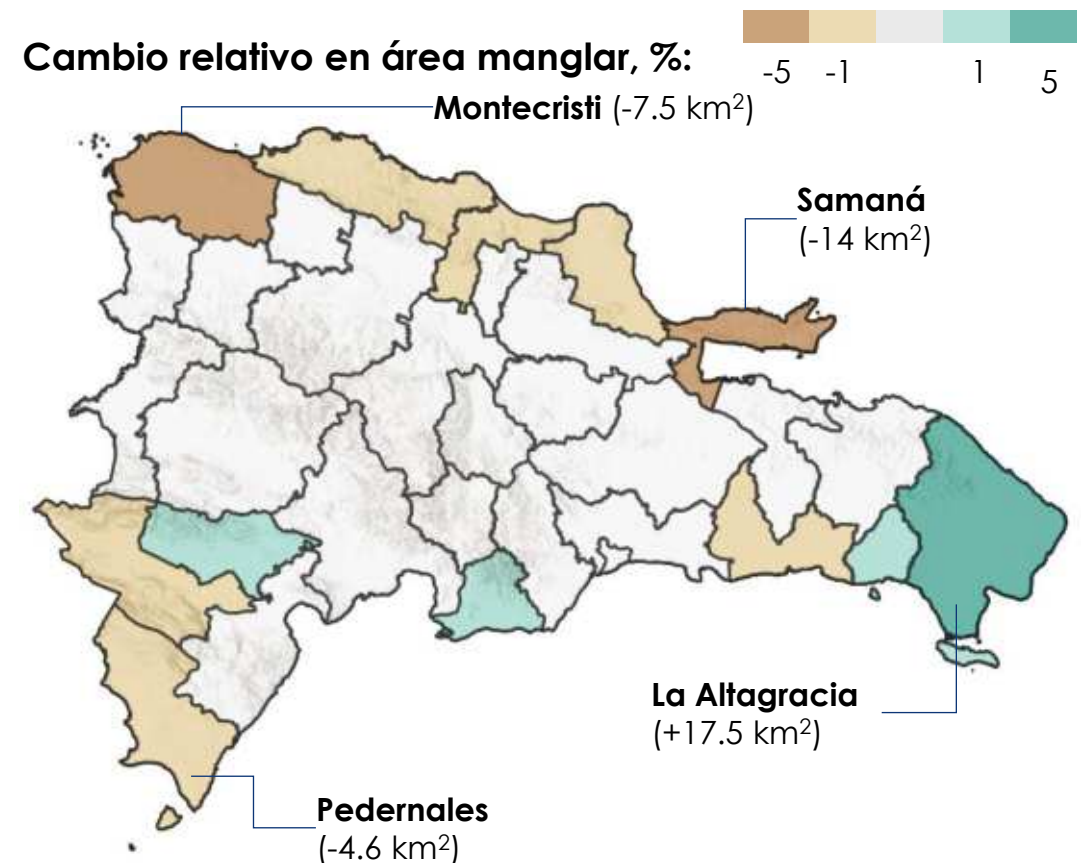 Cambio relativo en área manglar, %:
-5 -1 1 5
Montecristi (-7.5 km²)
Samaná
(-14 km²)
La Altagracia
(+17.5 km²)
Pedernales
(-4.6 km²)